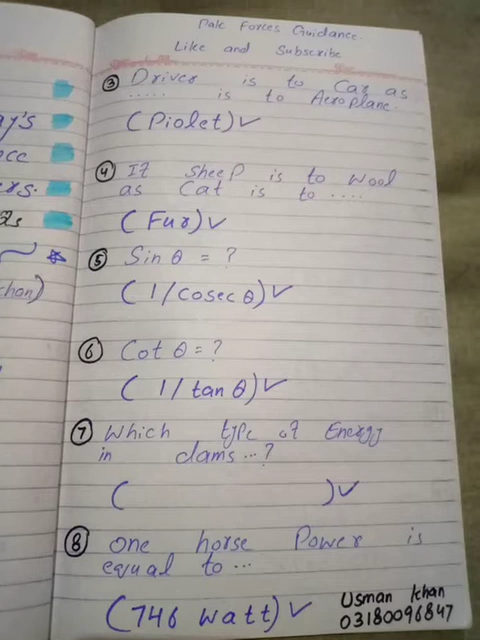 Pak Forces Guidance.
Like and Subscribe
③ Driver is to Car as
..... is to Aeroplane.
(Piolet)✓
④ If sheep is to wool
as Cat is to ....
(Fur)✓
⑤ Sin θ = ?
(1/cosec θ)✓
⑥ Cot θ = ?
(1/tan θ)✓
⑦ Which type of Energy
in dams...?
( )✓
⑧ One horse Power is
equal to ...
(746 Watt)✓
Usman khan
03180096847